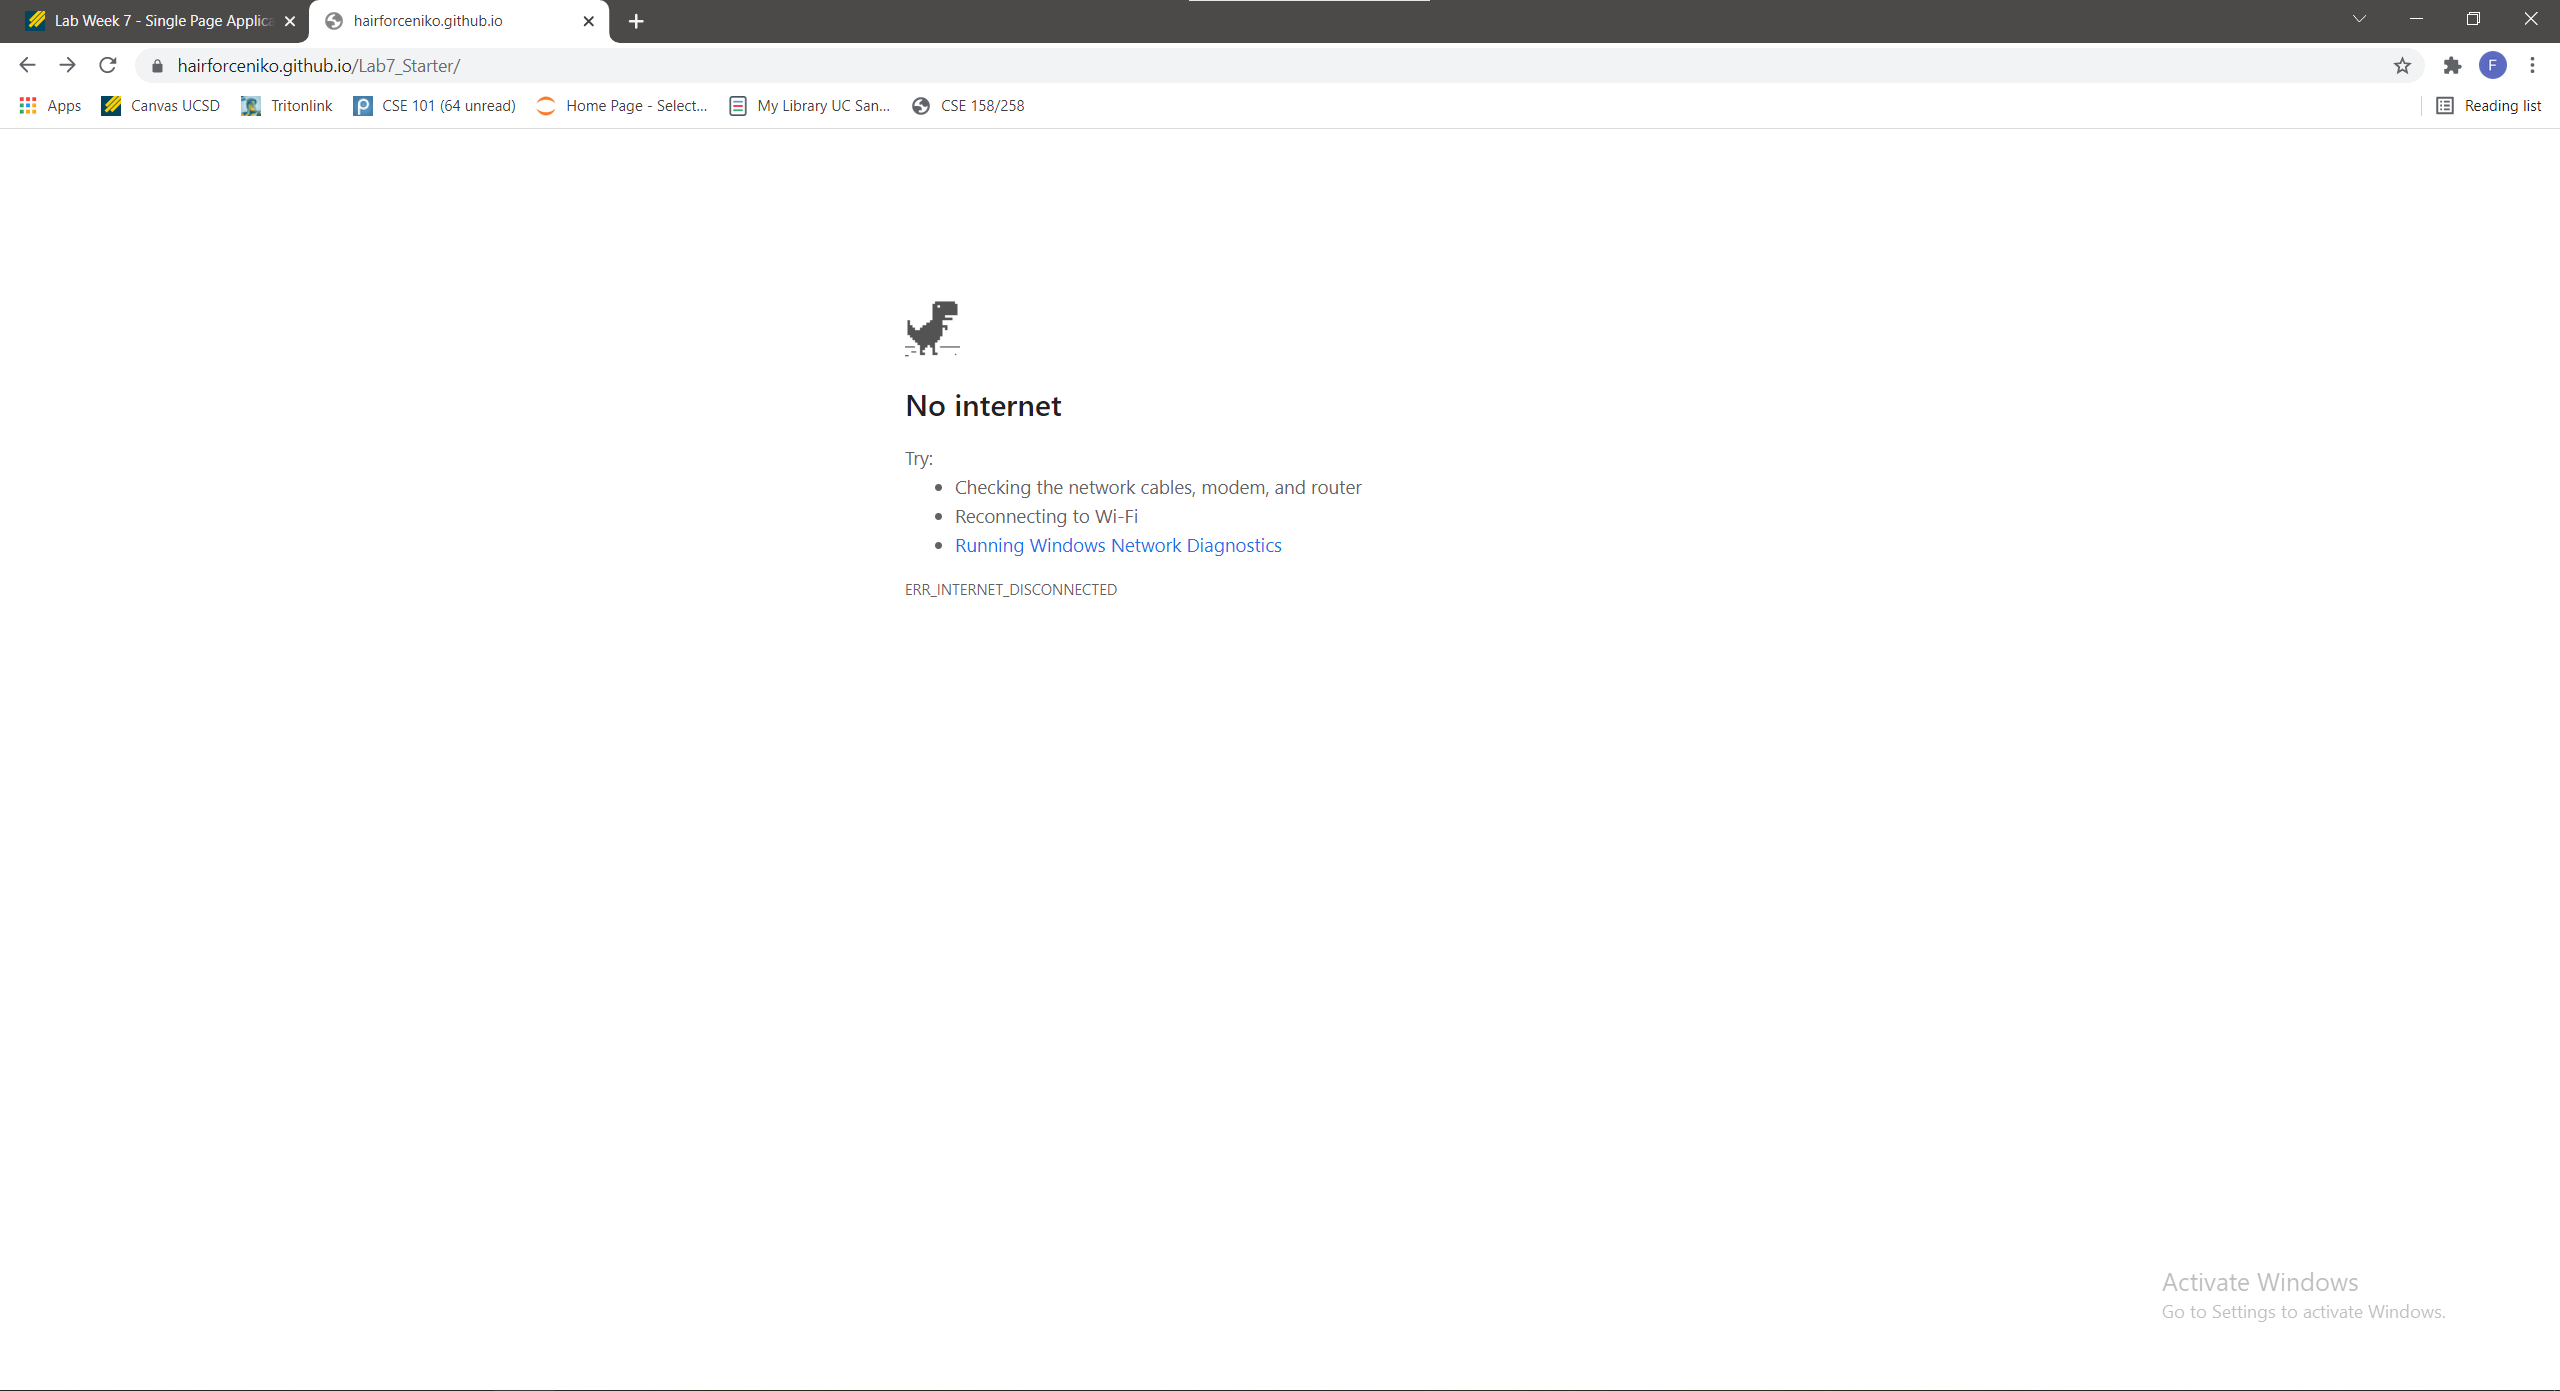 Lab Week 7 - Single Page Applica
hairforceniko.github.io
hairforceniko.github.io/Lab7_Starter/
F
Apps
Canvas UCSD
Tritonlink
CSE 101 (64 unread)
Home Page - Select...
My Library UC San...
CSE 158/258
Reading list
No internet
Try:
Checking the network cables, modem, and router
Reconnecting to Wi-Fi
Running Windows Network Diagnostics
ERR_INTERNET_DISCONNECTED
Activate Windows
Go to Settings to activate Windows.